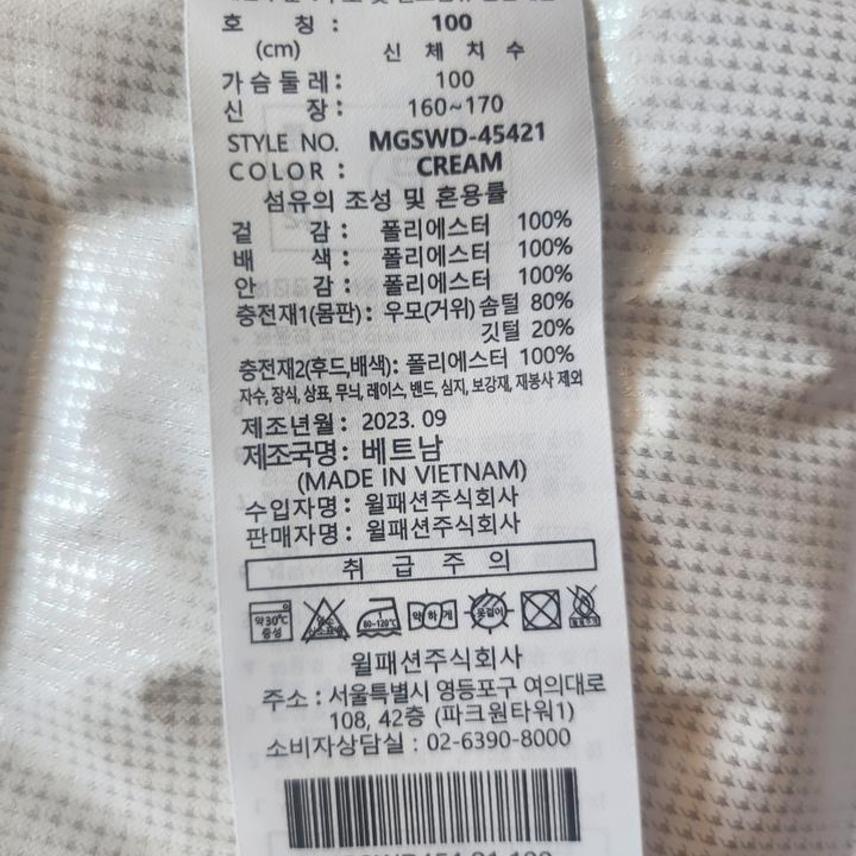 호 칭 : 100
(cm) 신 체 치 수
가슴둘레 : 100
신 장 : 160~170
STYLE NO. MGSWD-45421
COLOR : CREAM
섬유의 조성 및 혼용률
겉 감 : 폴리에스터 100%
배 색 : 폴리에스터 100%
안 감 : 폴리에스터 100%
충전재1(몸판) : 우모(거위) 솜털 80%
깃털 20%
충전재2(후드,배색) : 폴리에스터 100%
자수, 장식, 상표, 무늬, 레이스, 밴드, 심지, 보강재, 재봉사 제외
제조년월 : 2023. 09
제조국명 : 베트남
(MADE IN VIETNAM)
수입자명 : 윌패션주식회사
판매자명 : 윌패션주식회사
취 급 주 의
약30℃ 중성 80~120℃ 약하게 옷걸이
윌패션주식회사
주소 : 서울특별시 영등포구 여의대로
108, 42층 (파크원타워1)
소비자상담실 : 02-6390-8000